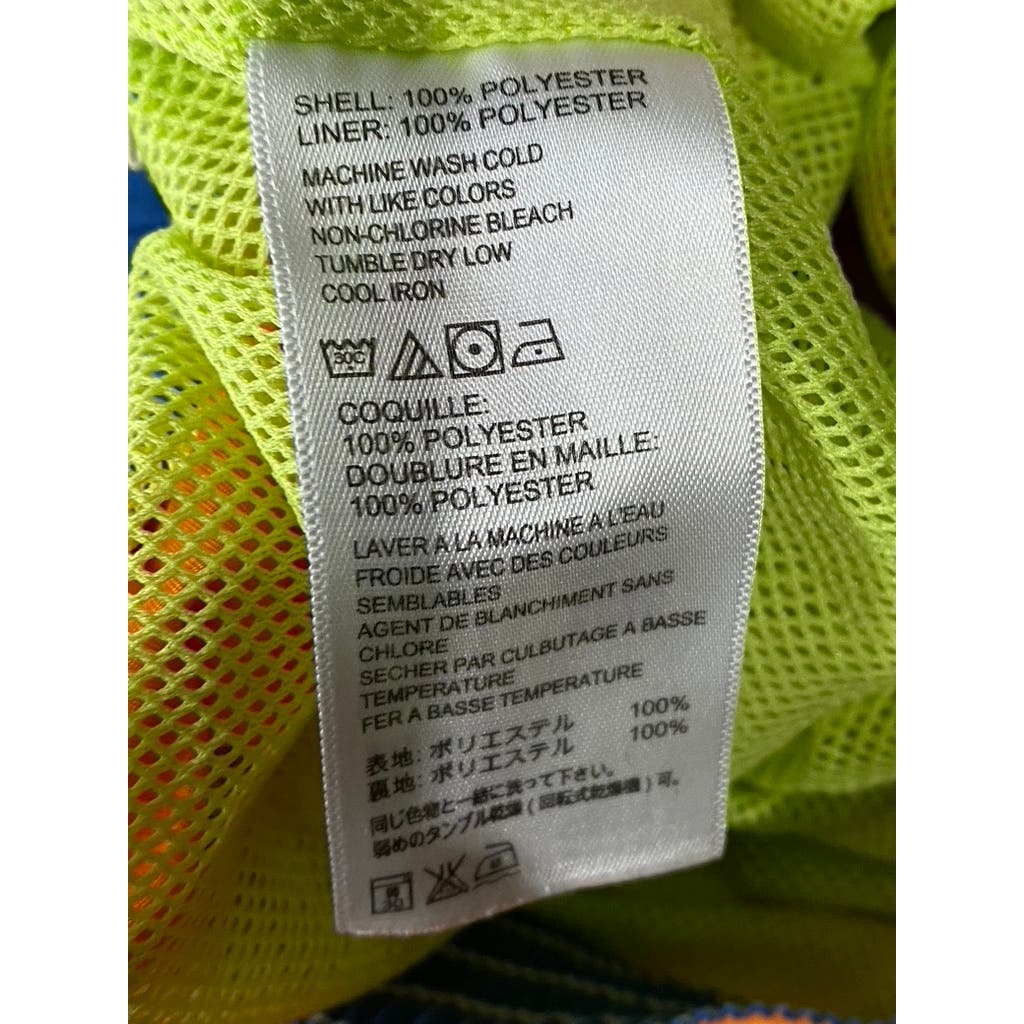 SHELL: 100% POLYESTER
LINER: 100% POLYESTER
MACHINE WASH COLD
WITH LIKE COLORS
NON-CHLORINE BLEACH
TUMBLE DRY LOW
COOL IRON
30C
COQUILLE:
100% POLYESTER
DOUBLURE EN MAILLE:
100% POLYESTER
LAVER A LA MACHINE A L'EAU
FROIDE AVEC DES COULEURS
SEMBLABLES
AGENT DE BLANCHIMENT SANS
CHLORE
SECHER PAR CULBUTAGE A BASSE
TEMPERATURE
FER A BASSE TEMPERATURE
表地: ポリエステル 100%
裏地: ポリエステル 100%
同じ色物と一緒に洗って下さい。
弱めのタンブル乾燥 (回転式乾燥機) 可。
30